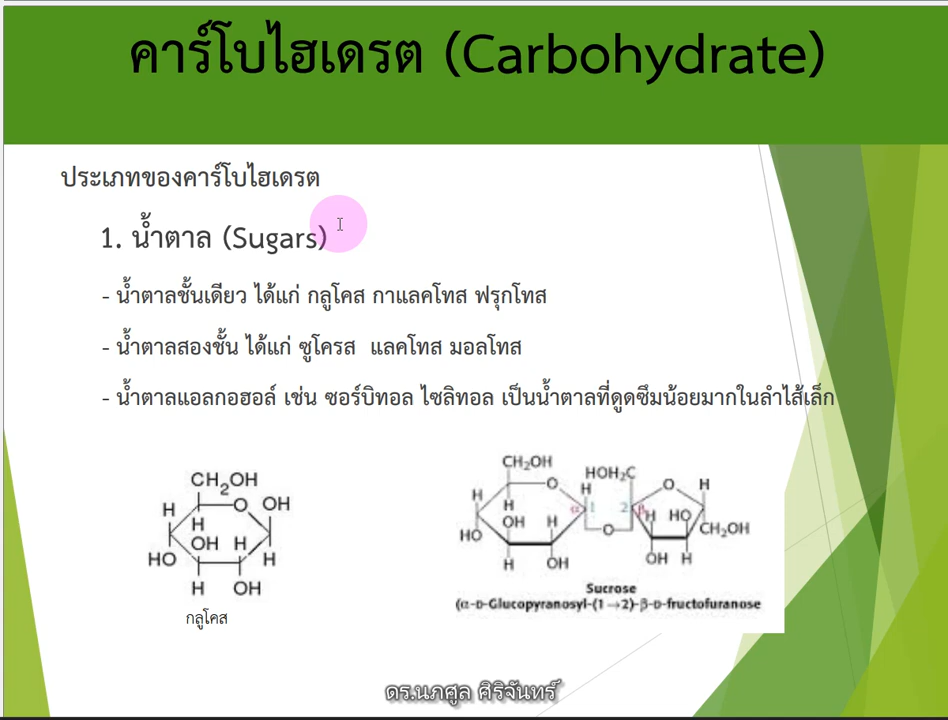 คาร์โบไฮเดรต (Carbohydrate)
ประเภทของคาร์โบไฮเดรต
1. น้ำตาล (Sugars)
- น้ำตาลชั้นเดียว ได้แก่ กลูโคส กาแลคโทส ฟรุกโทส
- น้ำตาลสองชั้น ได้แก่ ซูโครส แลคโทส มอลโทส
- น้ำตาลแอลกอฮอล์ เช่น ซอร์บิทอล ไซลิทอล เป็นน้ำตาลที่ดูดซึมน้อยมากในลำไส้เล็ก
CH2OH
H O OH
H
OH H
HO H
H OH
กลูโคส
CH2OH HOH2C
H O H O H
H α 1 2 β
OH H H HO
HO O CH2OH
H OH OH H
Sucrose
(α-D-Glucopyranosyl-(1→2)-β-D-fructofuranose
ดร.นภศูล ศิริจันทร์